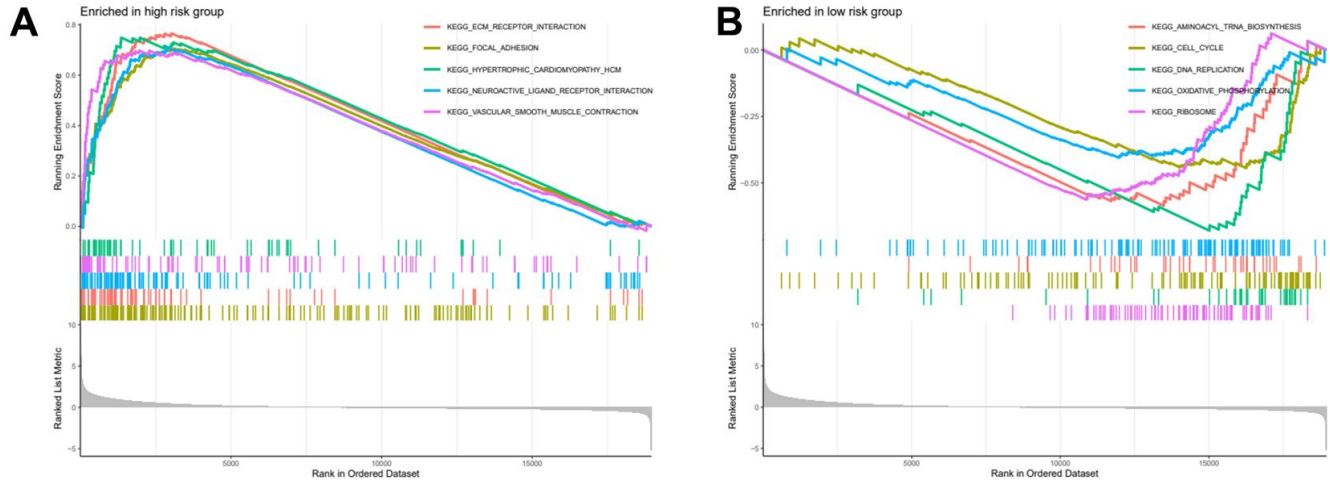 A
Enriched in high risk group
KEGG_ECM_RECEPTOR_INTERACTION
KEGG_FOCAL_ADHESION
KEGG_HYPERTROPHIC_CARDIOMYOPATHY_HCM
KEGG_NEUROACTIVE_LIGAND_RECEPTOR_INTERACTION
KEGG_VASCULAR_SMOOTH_MUSCLE_CONTRACTION
Running Enrichment Score
0.8
0.6
0.4
0.2
0.0
Ranked List Metric
10
5
0
−5
5000 10000 15000
Rank in Ordered Dataset
B
Enriched in low risk group
KEGG_AMINOACYL_TRNA_BIOSYNTHESIS
KEGG_CELL_CYCLE
KEGG_DNA_REPLICATION
KEGG_OXIDATIVE_PHOSPHORYLATION
KEGG_RIBOSOME
Running Enrichment Score
0.00
−0.25
−0.50
Ranked List Metric
10
5
0
−5
5000 10000 15000
Rank in Ordered Dataset